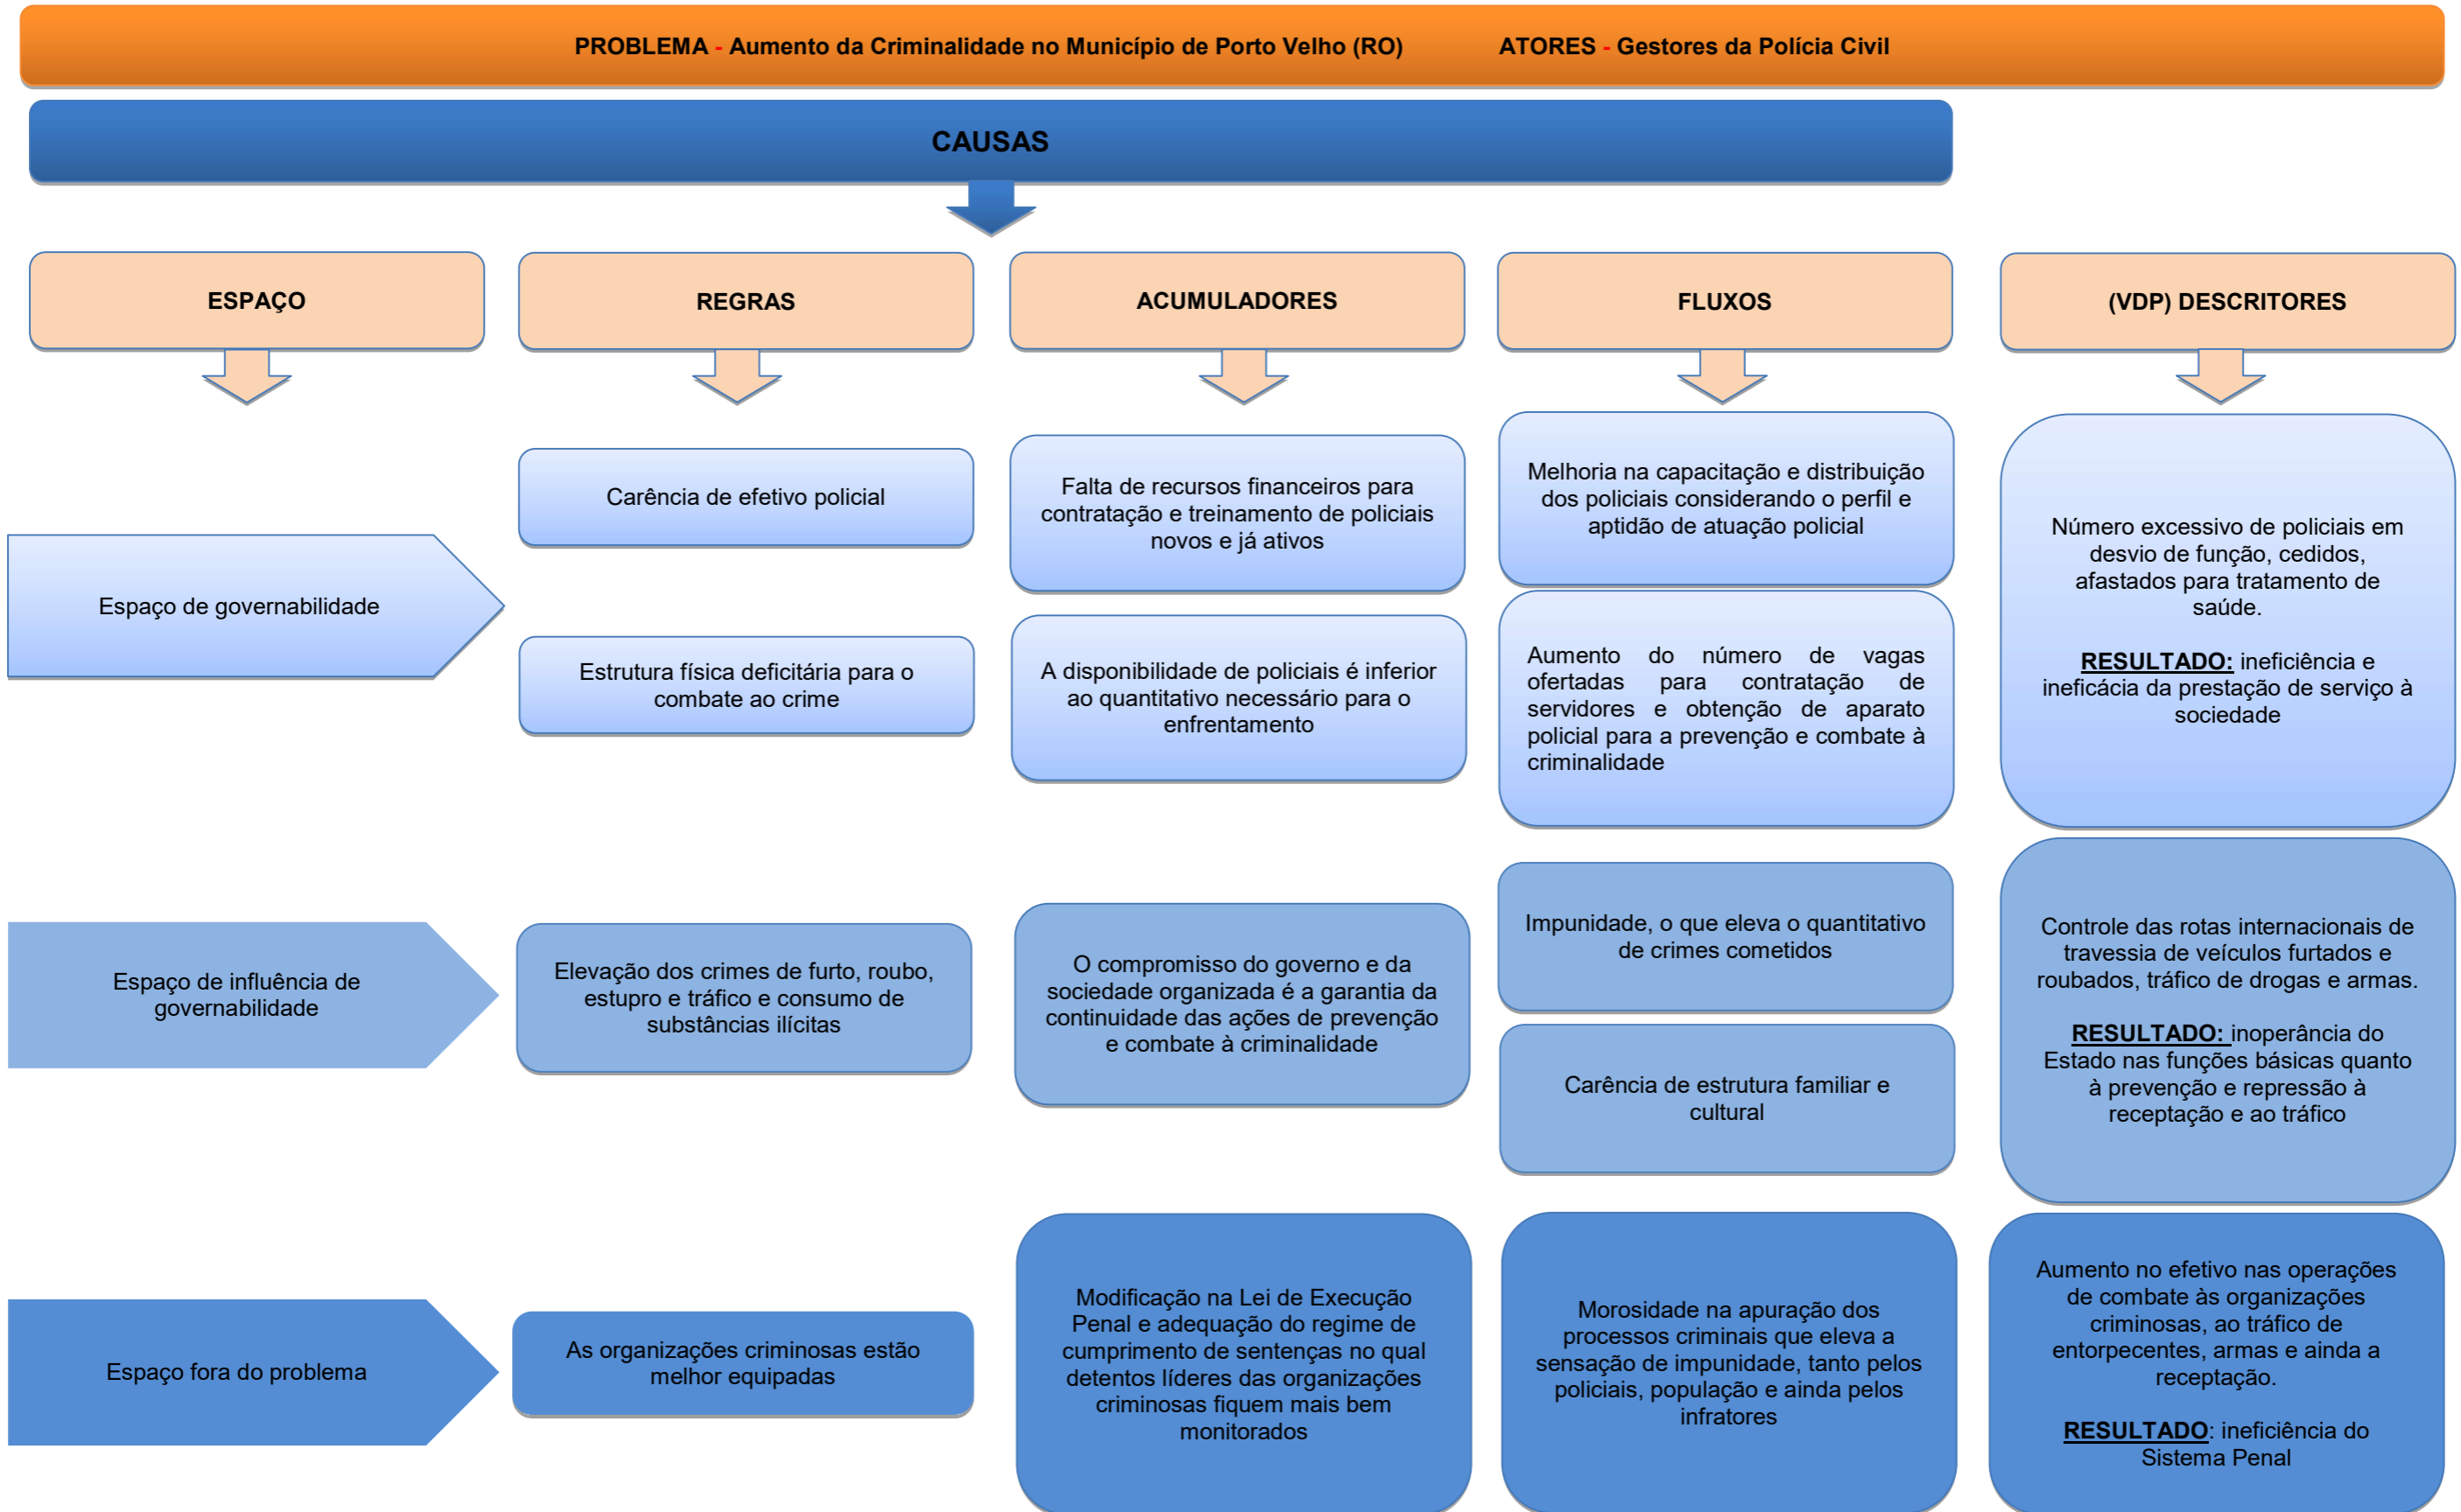 PROBLEMA - Aumento da Criminalidade no Município de Porto Velho (RO) ATORES - Gestores da Polícia Civil
CAUSAS
ESPAÇO
REGRAS
ACUMULADORES
FLUXOS
(VDP) DESCRITORES
Espaço de governabilidade
Carência de efetivo policial
Estrutura física deficitária para o
combate ao crime
Falta de recursos financeiros para
contratação e treinamento de policiais
novos e já ativos
A disponibilidade de policiais é inferior
ao quantitativo necessário para o
enfrentamento
Melhoria na capacitação e distribuição
dos policiais considerando o perfil e
aptidão de atuação policial
Aumento do número de vagas
ofertadas para contratação de
servidores e obtenção de aparato
policial para a prevenção e combate à
criminalidade
Número excessivo de policiais em
desvio de função, cedidos,
afastados para tratamento de
saúde.
RESULTADO: ineficiência e
ineficácia da prestação de serviço à
sociedade
Espaço de influência de
governabilidade
Elevação dos crimes de furto, roubo,
estupro e tráfico e consumo de
substâncias ilícitas
O compromisso do governo e da
sociedade organizada é a garantia da
continuidade das ações de prevenção
e combate à criminalidade
Impunidade, o que eleva o quantitativo
de crimes cometidos
Carência de estrutura familiar e
cultural
Controle das rotas internacionais de
travessia de veículos furtados e
roubados, tráfico de drogas e armas.
RESULTADO: inoperância do
Estado nas funções básicas quanto
à prevenção e repressão à
receptação e ao tráfico
Espaço fora do problema
As organizações criminosas estão
melhor equipadas
Modificação na Lei de Execução
Penal e adequação do regime de
cumprimento de sentenças no qual
detentos líderes das organizações
criminosas fiquem mais bem
monitorados
Morosidade na apuração dos
processos criminais que eleva a
sensação de impunidade, tanto pelos
policiais, população e ainda pelos
infratores
Aumento no efetivo nas operações
de combate às organizações
criminosas, ao tráfico de
entorpecentes, armas e ainda a
receptação.
RESULTADO: ineficiência do
Sistema Penal